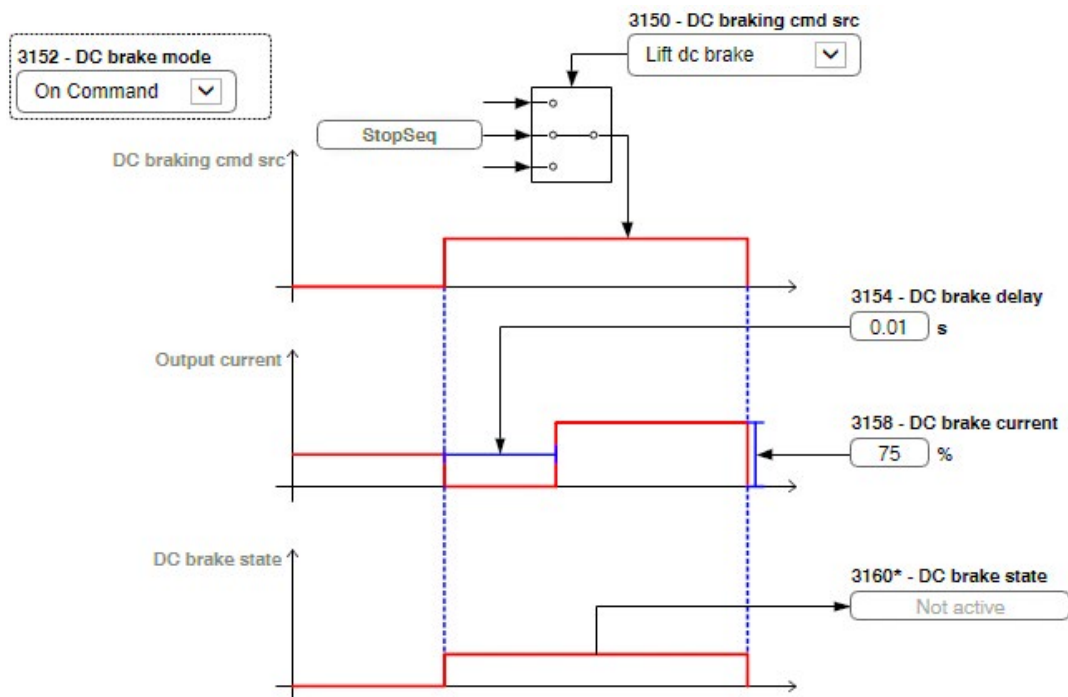 3150 - DC braking cmd src
3152 - DC brake mode
Lift dc brake
On Command
StopSeq
DC braking cmd src
3154 - DC brake delay
0.01 s
Output current
3158 - DC brake current
75 %
DC brake state
3160* - DC brake state
Not active